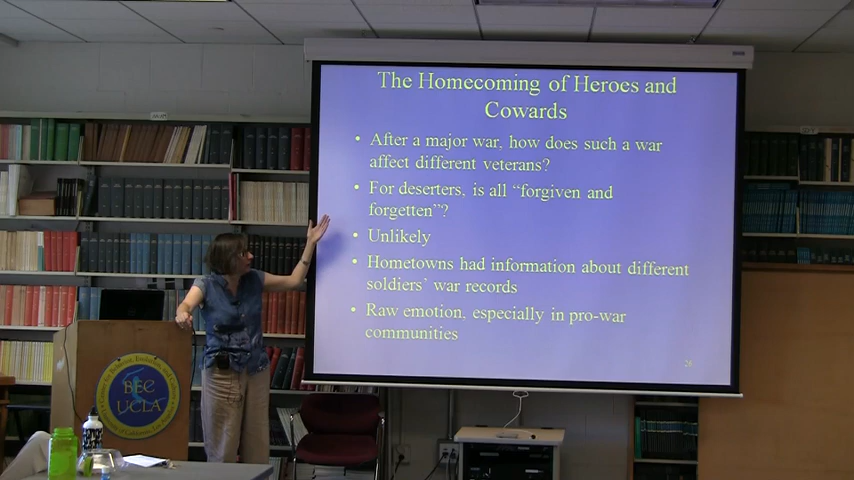 The Homecoming of Heroes and
Cowards
• After a major war, how does such a war
affect different veterans?
• For deserters, is all “forgiven and
forgetten”?
• Unlikely
• Hometowns had information about different
soldiers’ war records
• Raw emotion, especially in pro-war
communities
BEC
UCLA